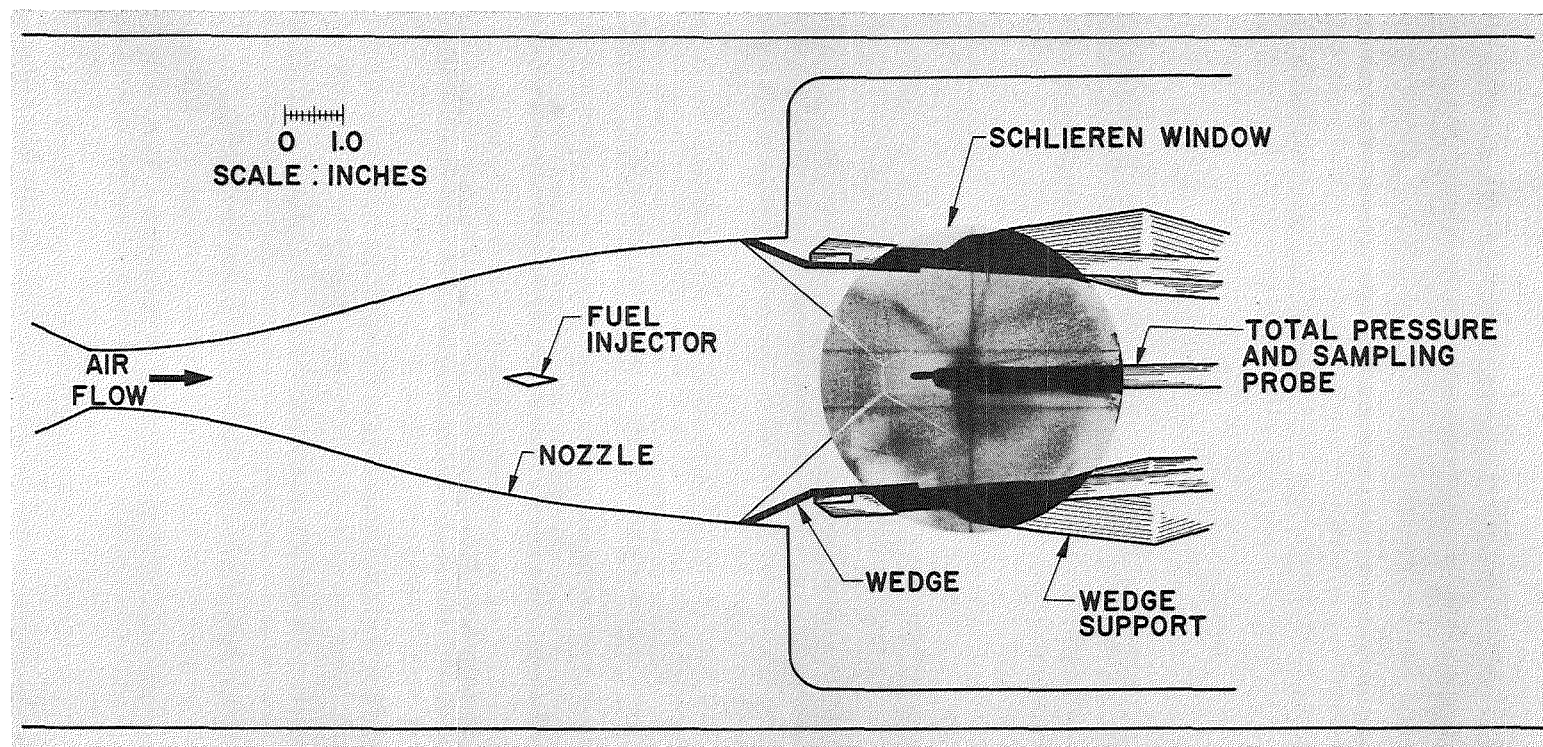 SCHLIEREN WINDOW
0 1.0
SCALE : INCHES
FUEL
INJECTOR
TOTAL PRESSURE
AND SAMPLING
PROBE
AIR
FLOW
NOZZLE
WEDGE
WEDGE
SUPPORT